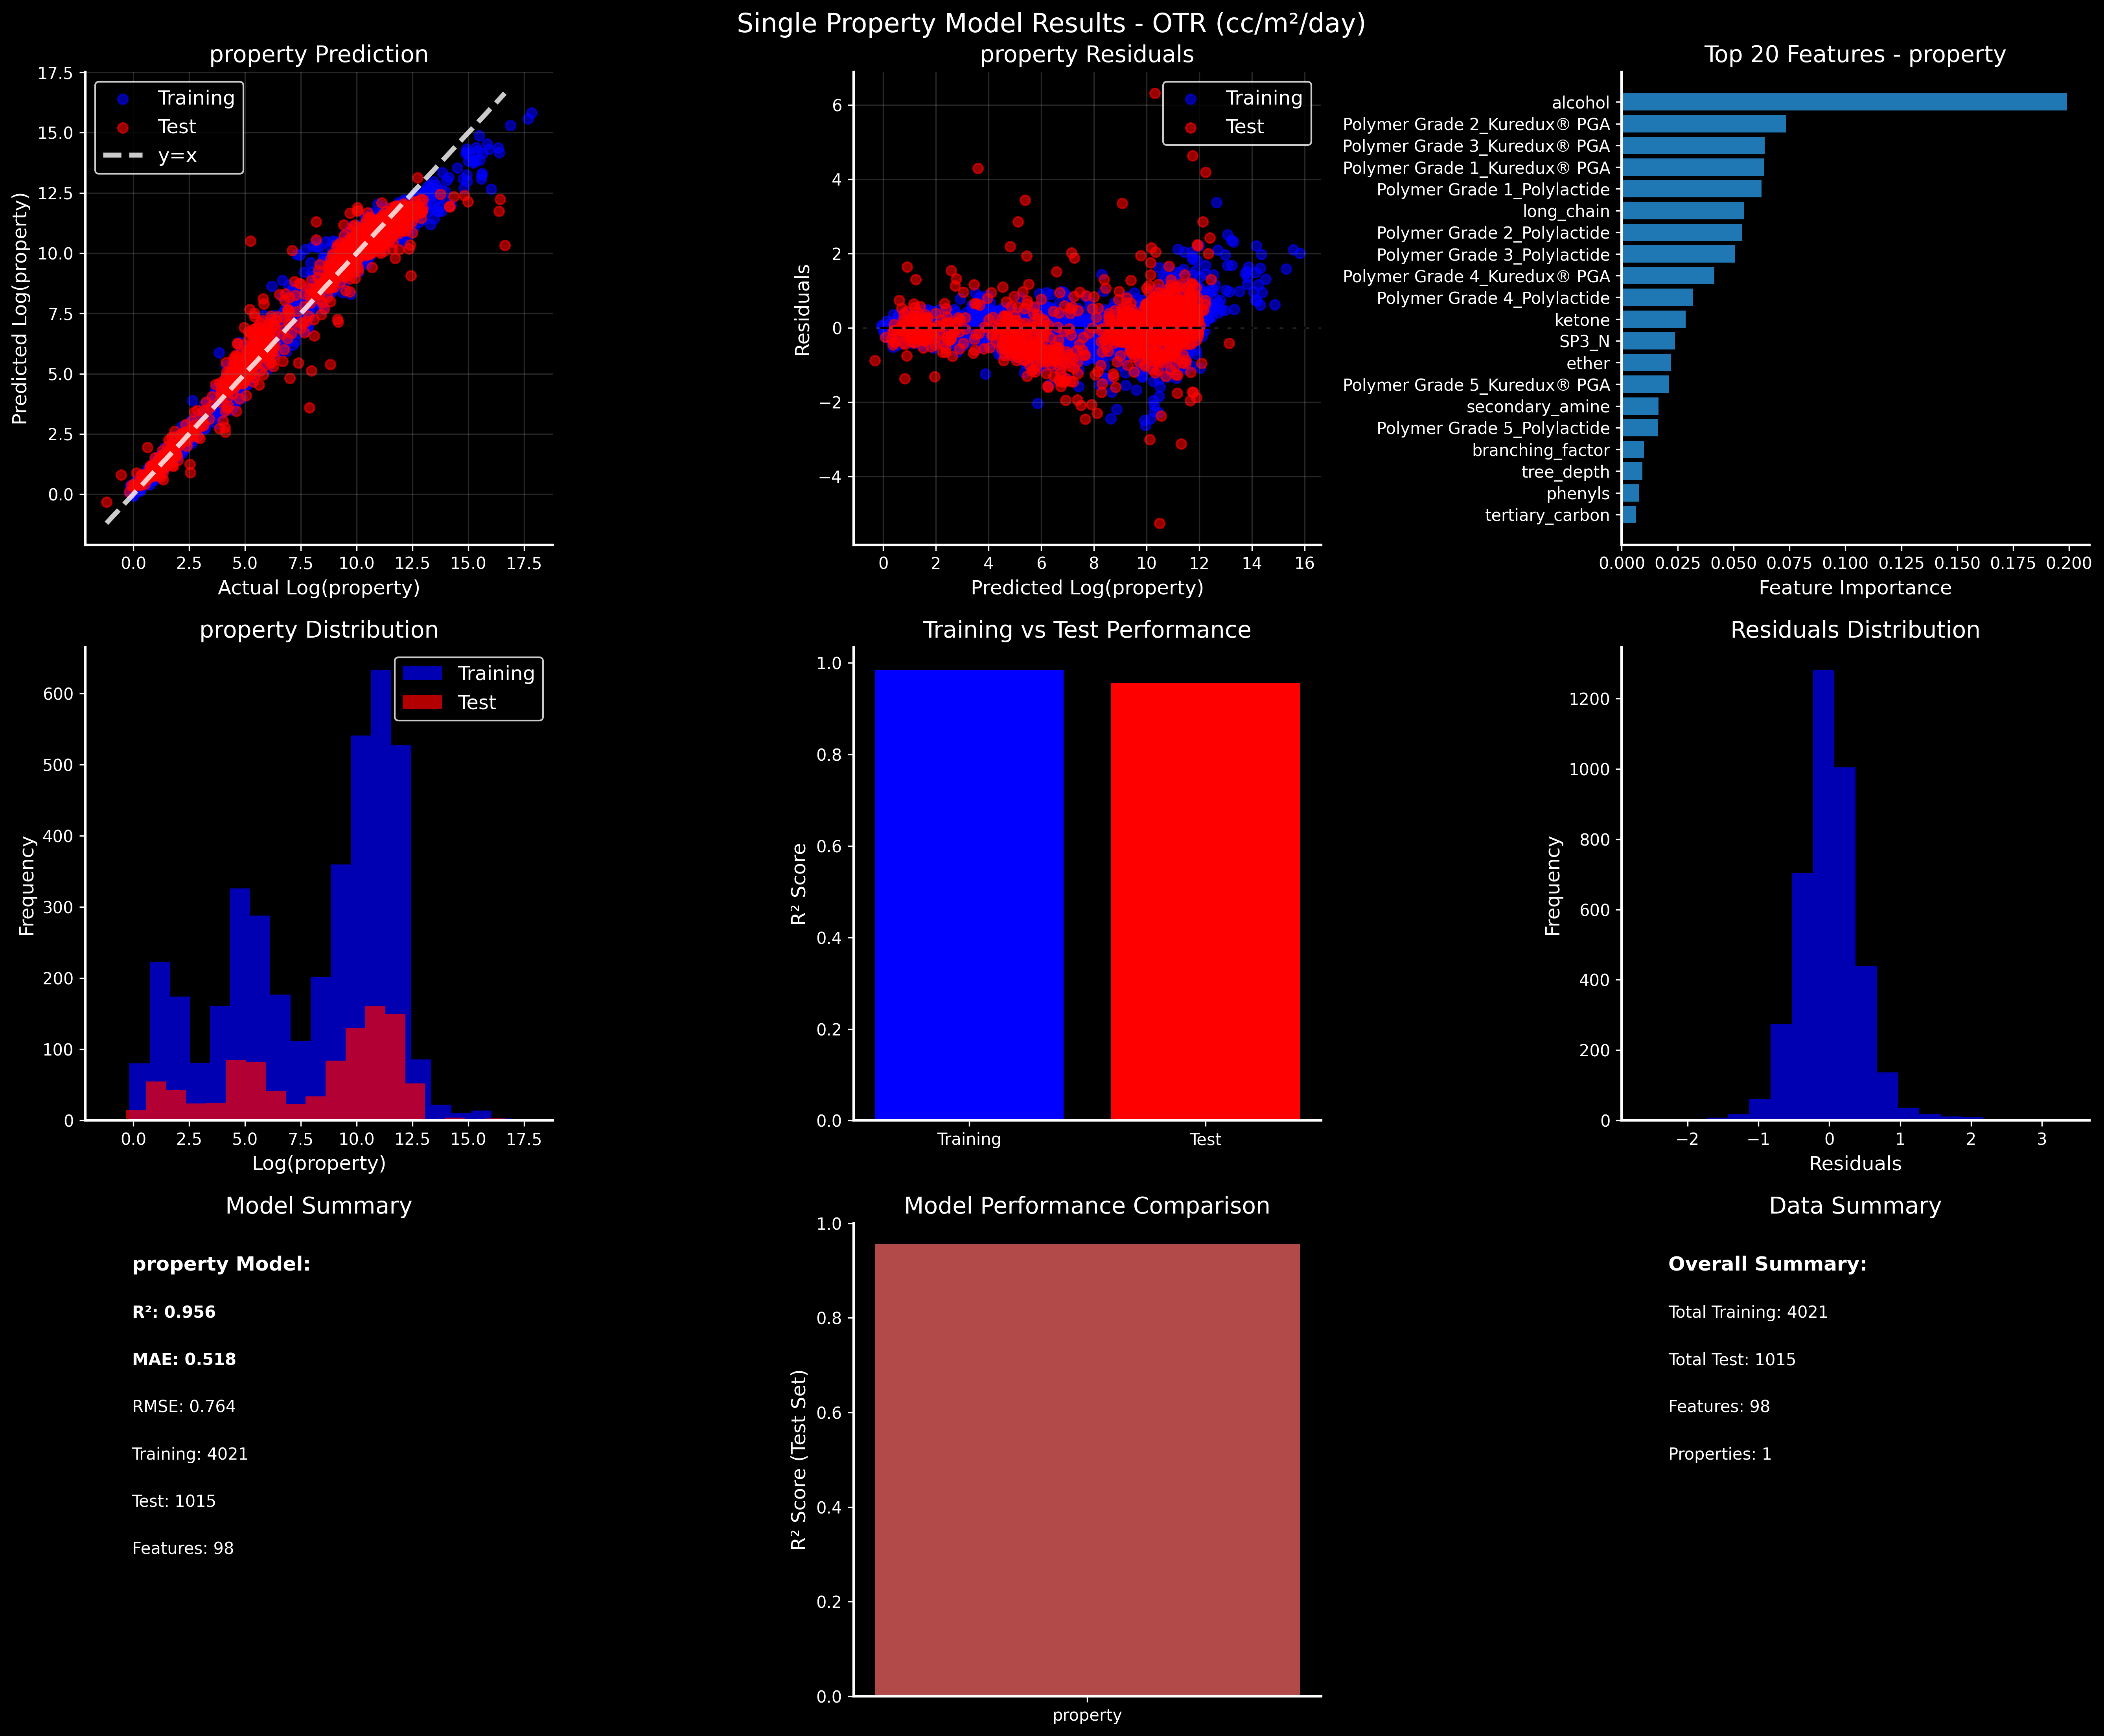 Single Property Model Results - OTR (cc/m²/day)
property Prediction
17.5
15.0
12.5
10.0
7.5
5.0
2.5
0.0
Predicted Log(property)
Training
Test
y=x
0.0 2.5 5.0 7.5 10.0 12.5 15.0 17.5
Actual Log(property)
property Residuals
6
4
2
0
−2
−4
Residuals
Training
Test
0 2 4 6 8 10 12 14 16
Predicted Log(property)
Top 20 Features - property
alcohol
Polymer Grade 2_Kuredux® PGA
Polymer Grade 3_Kuredux® PGA
Polymer Grade 1_Kuredux® PGA
Polymer Grade 1_Polylactide
long_chain
Polymer Grade 2_Polylactide
Polymer Grade 3_Polylactide
Polymer Grade 4_Kuredux® PGA
Polymer Grade 4_Polylactide
ketone
SP3_N
ether
Polymer Grade 5_Kuredux® PGA
secondary_amine
Polymer Grade 5_Polylactide
branching_factor
tree_depth
phenyls
tertiary_carbon
0.000 0.025 0.050 0.075 0.100 0.125 0.150 0.175 0.200
Feature Importance
property Distribution
600
500
400
300
200
100
0
Frequency
Training
Test
0.0 2.5 5.0 7.5 10.0 12.5 15.0 17.5
Log(property)
Training vs Test Performance
1.0
0.8
0.6
0.4
0.2
0.0
R² Score
Training Test
Residuals Distribution
1200
1000
800
600
400
200
0
Frequency
−2 −1 0 1 2 3
Residuals
Model Summary
property Model:
R²: 0.956
MAE: 0.518
RMSE: 0.764
Training: 4021
Test: 1015
Features: 98
Model Performance Comparison
1.0
0.8
0.6
0.4
0.2
0.0
R² Score (Test Set)
property
Data Summary
Overall Summary:
Total Training: 4021
Total Test: 1015
Features: 98
Properties: 1